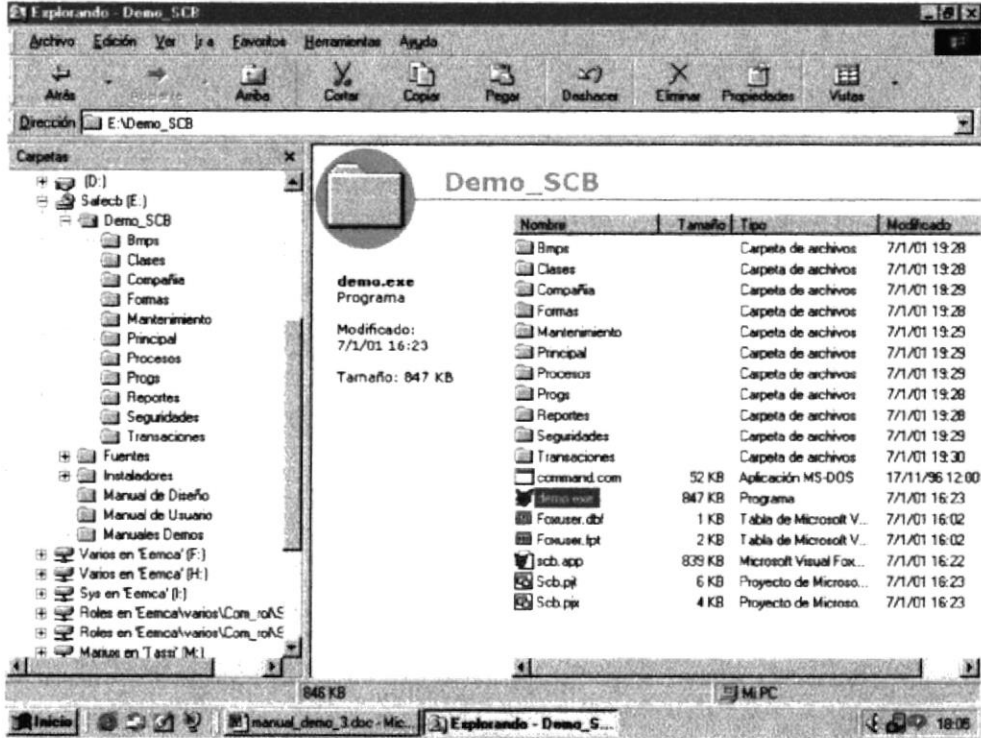 Explorando - Demo_SCB
Archivo Edición Ver Ir a Favoritos Herramientas Ayuda
Atrás Arriba Cortar Copiar Pegar Deshacer Eliminar Propiedades Vistas
Dirección E:\Demo_SCB
Carpetas
(D:)
Safecb (E:)
Demo_SCB
Bmps
Clases
Compañia
Formas
Mantenimiento
Principal
Procesos
Progs
Reportes
Seguridades
Transaciones
Fuentes
Instaladores
Manual de Diseño
Manual de Usuario
Manuales Demos
Varios en 'Eemca' (F:)
Varios en 'Eemca' (H:)
Sys en 'Eemca' (I:)
Roles en 'Eemca\varios\Com_rol\S
Roles en 'Eemca\varios\Com_rol\S
Mariux en 'Tassi' (M:)
Demo_SCB
demo.exe
Programa
Modificado:
7/1/01 16:23
Tamaño: 847 KB
Nombre Tamaño Tipo Modificado
Bmps Carpeta de archivos 7/1/01 19:28
Clases Carpeta de archivos 7/1/01 19:28
Compañia Carpeta de archivos 7/1/01 19:29
Formas Carpeta de archivos 7/1/01 19:28
Mantenimiento Carpeta de archivos 7/1/01 19:29
Principal Carpeta de archivos 7/1/01 19:29
Procesos Carpeta de archivos 7/1/01 19:29
Progs Carpeta de archivos 7/1/01 19:28
Reportes Carpeta de archivos 7/1/01 19:28
Seguridades Carpeta de archivos 7/1/01 19:29
Transaciones Carpeta de archivos 7/1/01 19:30
command.com 52 KB Aplicación MS-DOS 17/11/96 12:00
demo.exe 847 KB Programa 7/1/01 16:23
Foxuser.dbf 1 KB Tabla de Microsoft V... 7/1/01 16:02
Foxuser.fpt 2 KB Tabla de Microsoft V... 7/1/01 16:02
scb.app 839 KB Microsoft Visual Fox... 7/1/01 16:22
Scb.pjt 6 KB Proyecto de Microso... 7/1/01 16:23
Scb.pjx 4 KB Proyecto de Microso. 7/1/01 16:23
846 KB Mi PC
Inicio manual_demo_3.doc - Mic... Explorando - Demo_S... 18:05